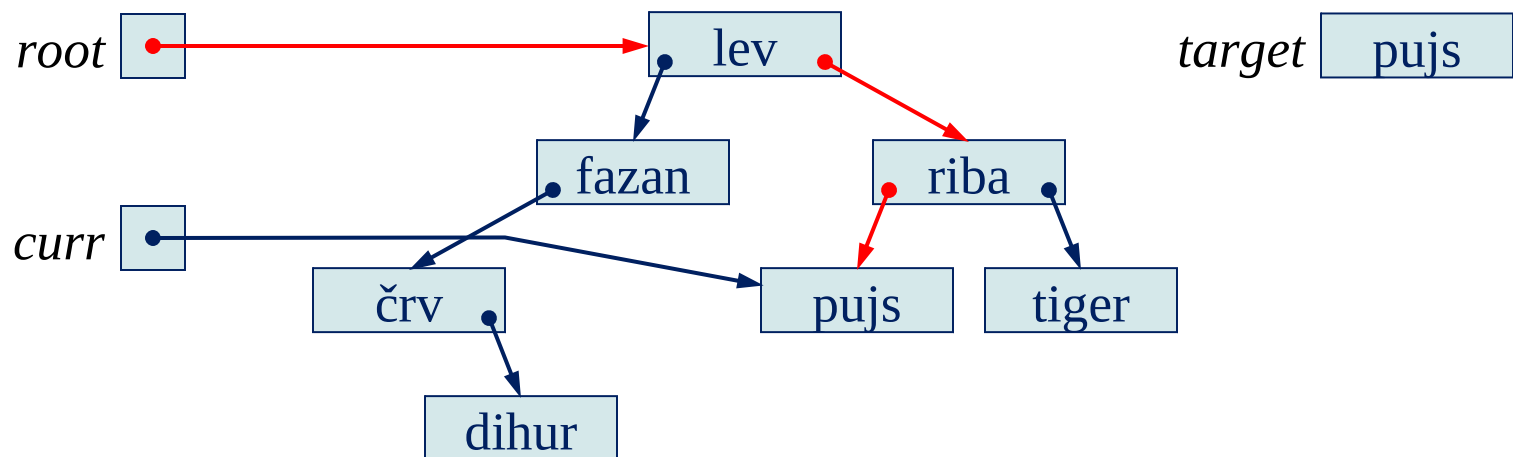 root
lev
target
pujs
fazan
riba
curr
črv
pujs
tiger
dihur